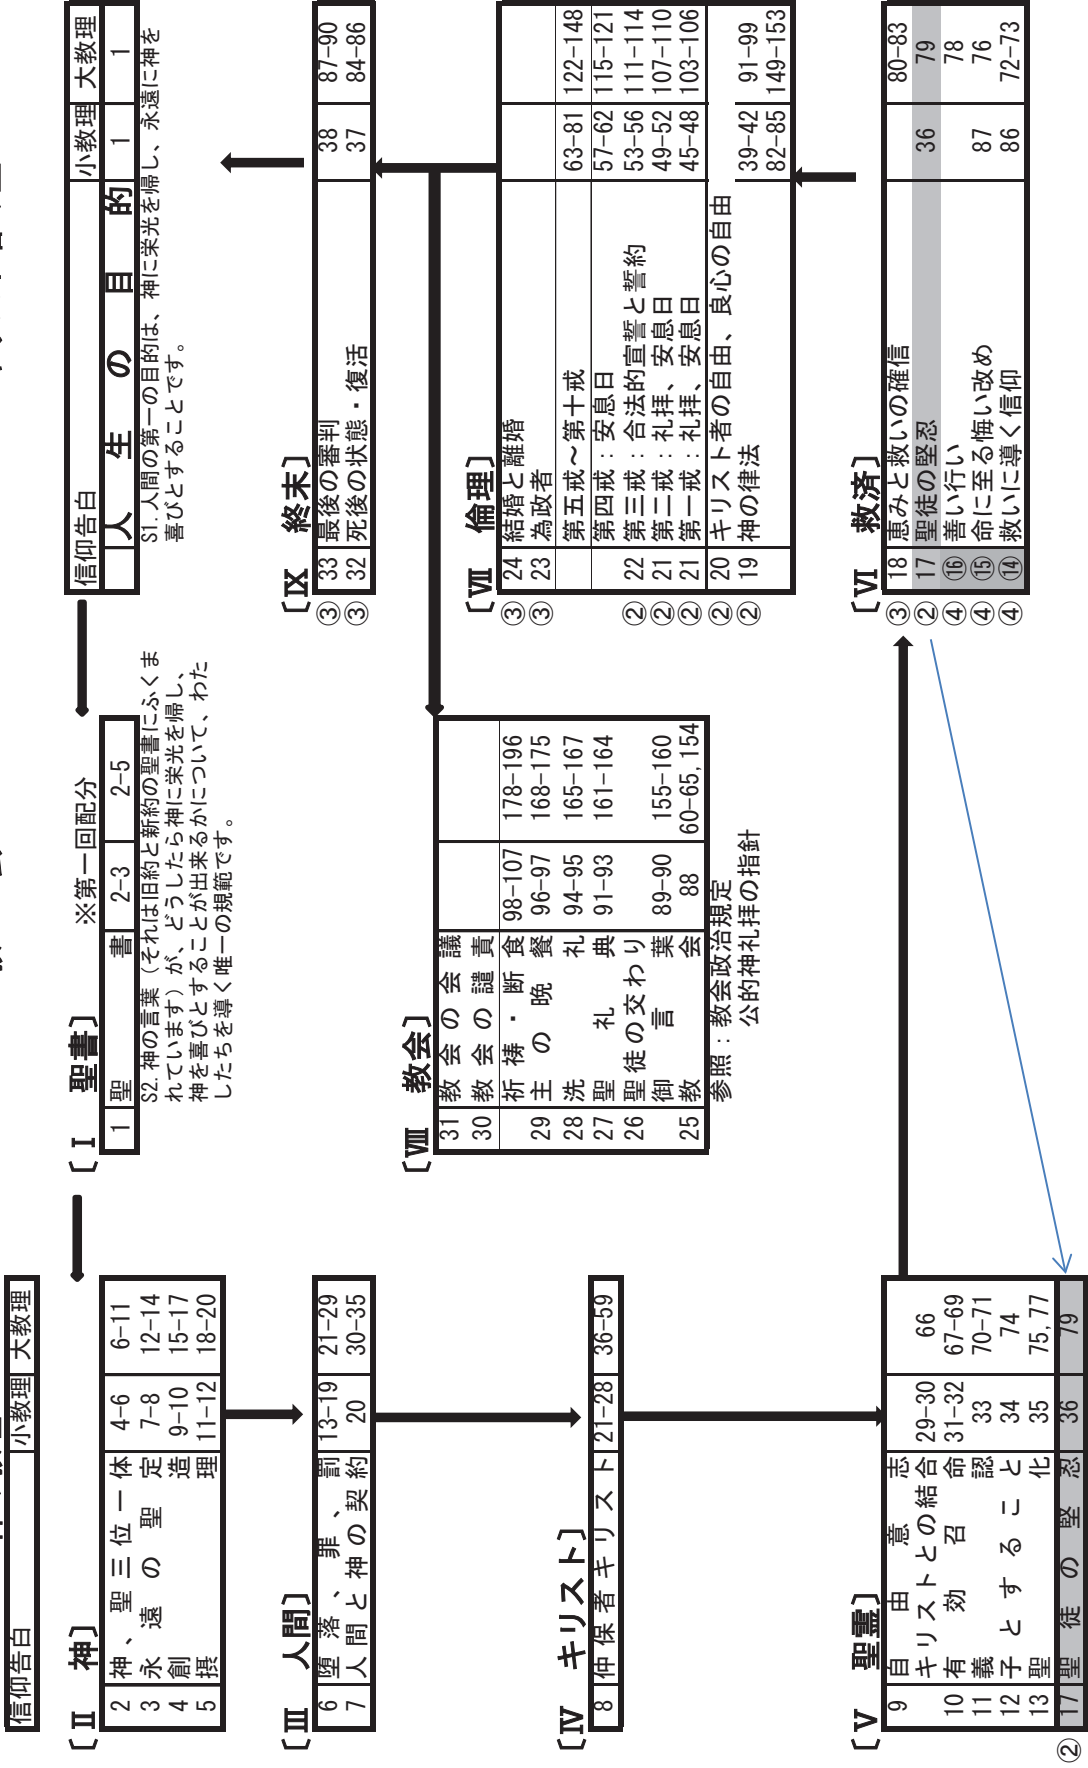 信仰告白 小教理 大教理
〔Ⅱ 神〕
2 神、聖三位一体 4-6 6-11
3 永遠の聖定 7-8 12-14
4 創造 9-10 15-17
5 摂理 11-12 18-20
〔Ⅲ 人間〕
6 堕落、罪、罰 13-19 21-29
7 人間と神の契約 20 30-35
〔Ⅳ キリスト〕
8 仲保者キリスト 21-28 36-59
〔Ⅴ 聖霊〕
9 自由意志
キリストとの結合 29-30 66
10 有効召命 31-32 67-69
11 義認 33 70-71
12 子とすること 34 74
13 聖化 35 75,77
② 17 聖徒の堅忍 36 79
〔Ⅰ 聖書〕 ※第一回配分
1 聖書 2-3 2-5
S2.神の言葉（それは旧約と新約の聖書にふくま
れています）が、どうしたら神に栄光を帰し、
神を喜びとすることが出来るかについて、わた
したちを導く唯一の規範です。
〔Ⅷ 教会〕
31 教会の会議
30 教会の譴責
祈祷・断食 98-107 178-196
29 主の晩餐 96-97 168-175
28 洗礼 94-95 165-167
27 聖礼典 91-93 161-164
26 聖徒の交わり
御言葉 89-90 155-160
25 教会 88 60-65,154
参照：教会政治規定
公的神礼拝の指針
信仰告白 小教理 大教理
人生の目的 1 1
S1.人間の第一の目的は、神に栄光を帰し、永遠に神を
喜びとすることです。
〔Ⅸ 終末〕
③ 33 最後の審判 38 87-90
③ 32 死後の状態・復活 37 84-86
〔Ⅶ 倫理〕
③ 24 結婚と離婚
③ 23 為政者
第五戒～第十戒 63-81 122-148
第四戒：安息日 57-62 115-121
② 22 第三戒：合法的宣誓と誓約 53-56 111-114
② 21 第二戒：礼拝、安息日 49-52 107-110
② 21 第一戒：礼拝、安息日 45-48 103-106
② 20 キリスト者の自由、良心の自由
② 19 神の律法 39-42 91-99
82-85 149-153
〔Ⅵ 救済〕
③ 18 恵みと救いの確信 80-83
② 17 聖徒の堅忍 36 79
④ ⑯ 善い行い 78
④ ⑮ 命に至る悔い改め 87 76
④ ⑭ 救いに導く信仰 86 72-73